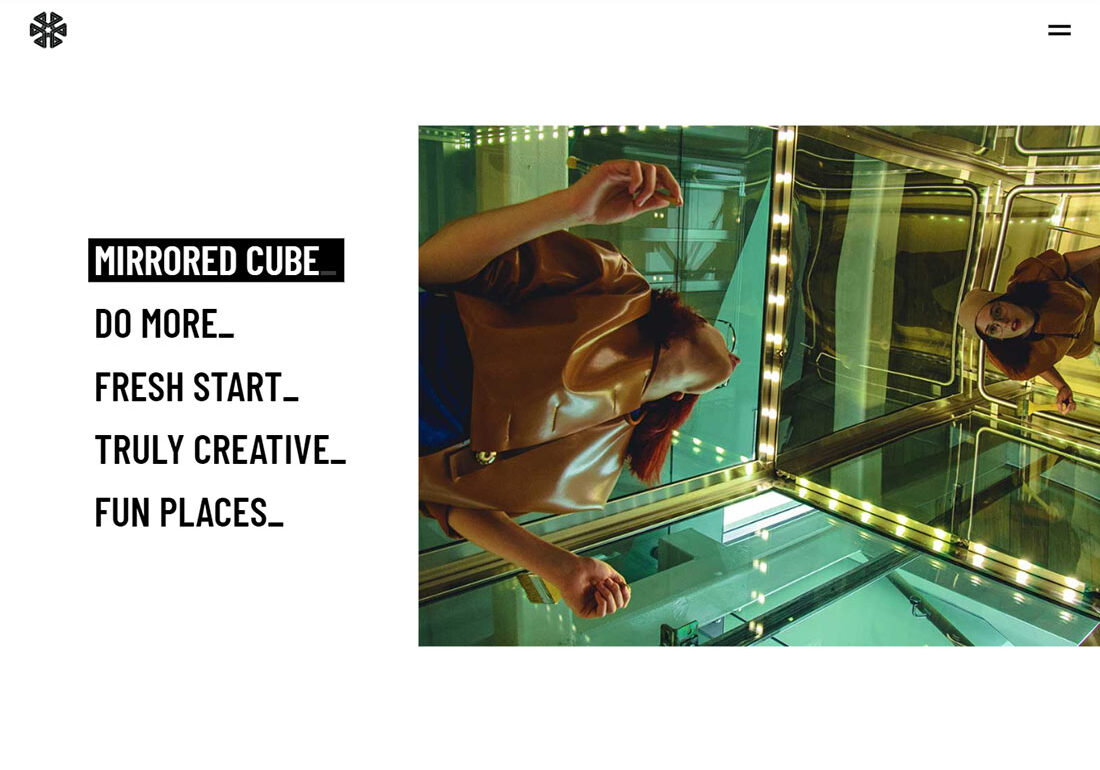 MIRRORED CUBE_
DO MORE_
FRESH START_
TRULY CREATIVE_
FUN PLACES_